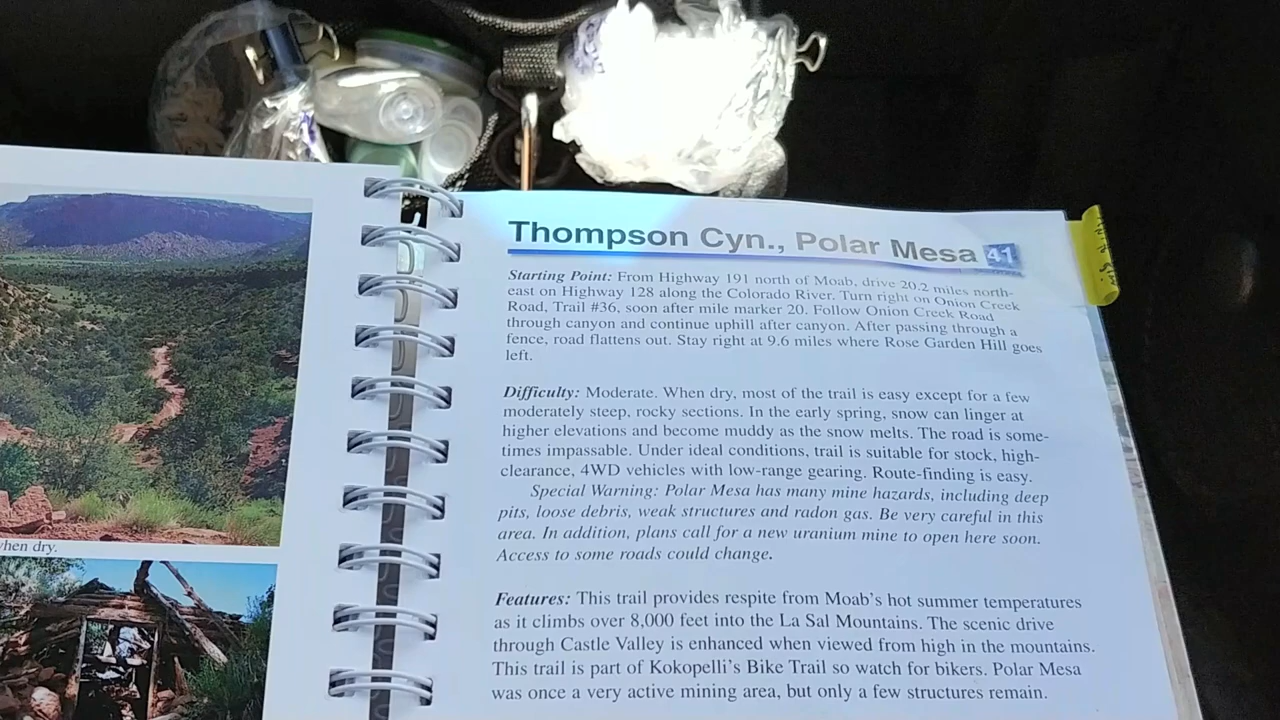 when dry.
Thompson Cyn., Polar Mesa 41
Starting Point: From Highway 191 north of Moab, drive 20.2 miles north-
east on Highway 128 along the Colorado River. Turn right on Onion Creek
Road, Trail #36, soon after mile marker 20. Follow Onion Creek Road
through canyon and continue uphill after canyon. After passing through a
fence, road flattens out. Stay right at 9.6 miles where Rose Garden Hill goes
left.
Difficulty: Moderate. When dry, most of the trail is easy except for a few
moderately steep, rocky sections. In the early spring, snow can linger at
higher elevations and become muddy as the snow melts. The road is some-
times impassable. Under ideal conditions, trail is suitable for stock, high-
clearance, 4WD vehicles with low-range gearing. Route-finding is easy.
Special Warning: Polar Mesa has many mine hazards, including deep
pits, loose debris, weak structures and radon gas. Be very careful in this
area. In addition, plans call for a new uranium mine to open here soon.
Access to some roads could change.
Features: This trail provides respite from Moab's hot summer temperatures
as it climbs over 8,000 feet into the La Sal Mountains. The scenic drive
through Castle Valley is enhanced when viewed from high in the mountains.
This trail is part of Kokopelli's Bike Trail so watch for bikers. Polar Mesa
was once a very active mining area, but only a few structures remain.